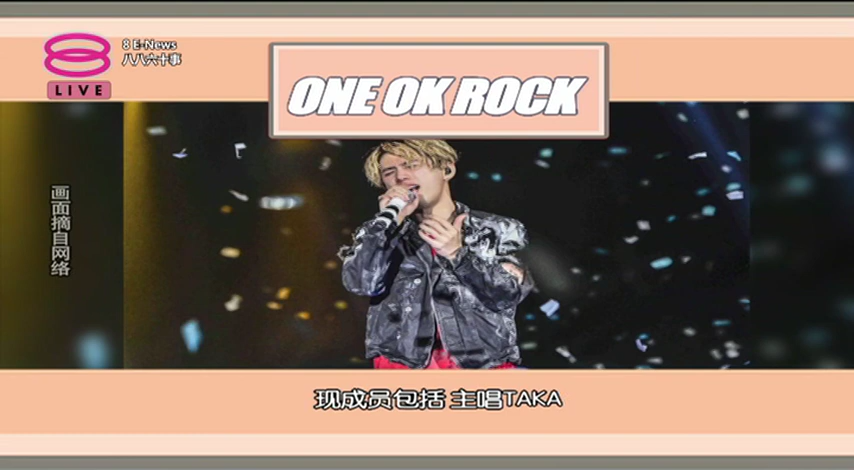 8 E-News
八八六十事
LIVE
ONE OK ROCK
画面摘自网络
现成员包括 主唱TAKA